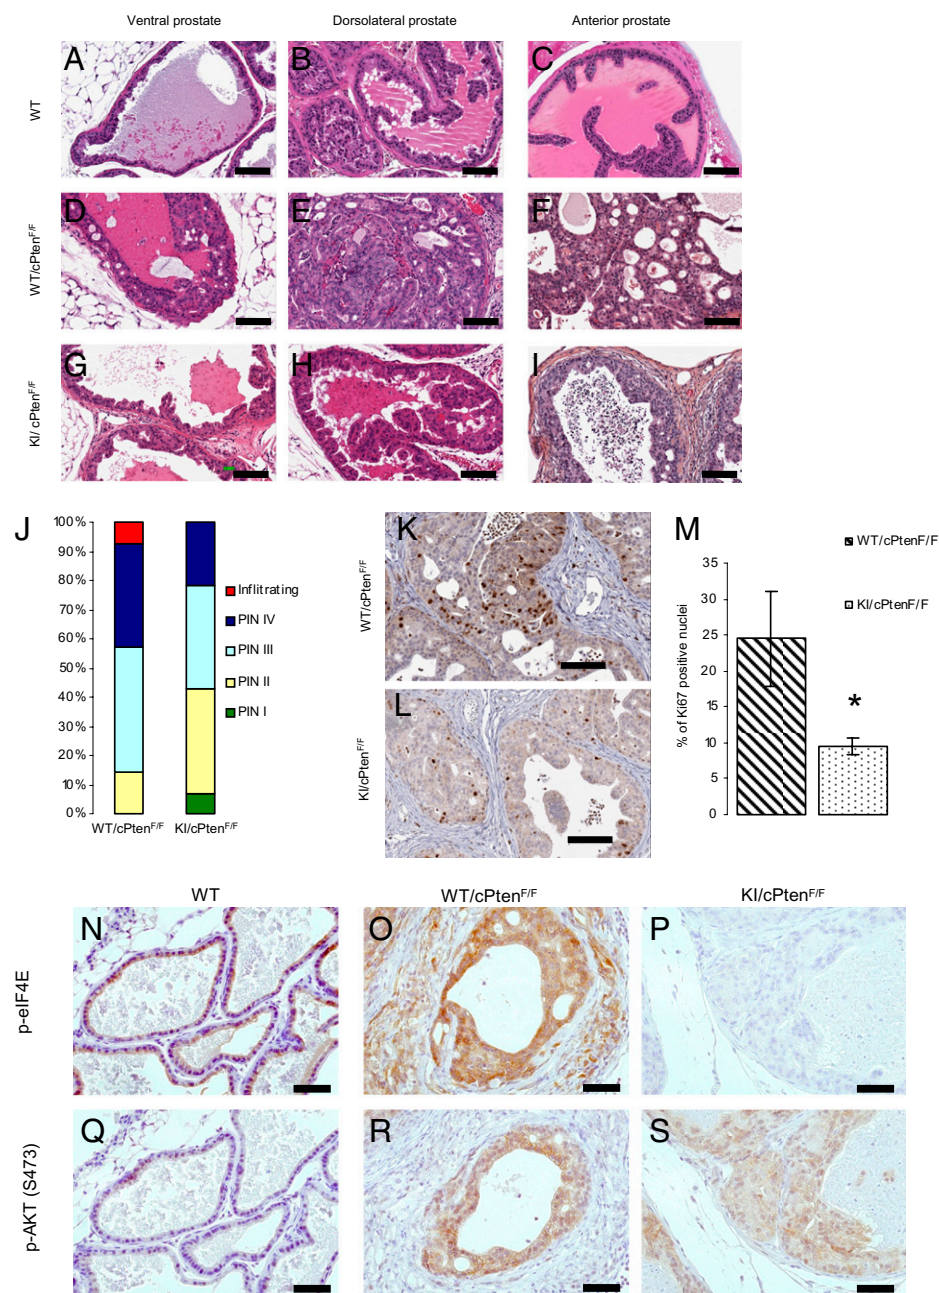 Ventral prostate Dorsolateral prostate Anterior prostate
WT
A B C
WT/cPten^F/F
D E F
KI/ cPten^F/F
G H I
J
100%
90%
80%
70%
60%
50%
40%
30%
20%
10%
0%
WT/cPten^F/F KI/cPten^F/F
Inflitrating
PIN IV
PIN III
PIN II
PIN I
WT/cPten^F/F
K
KI/cPten^F/F
L
M
WT/cPtenF/F
KI/cPtenF/F
% of Ki67 positive nuclei
35
30
25
20
15
10
5
0
*
WT WT/cPten^F/F KI/cPten^F/F
p-eIF4E
N O P
p-AKT (S473)
Q R S